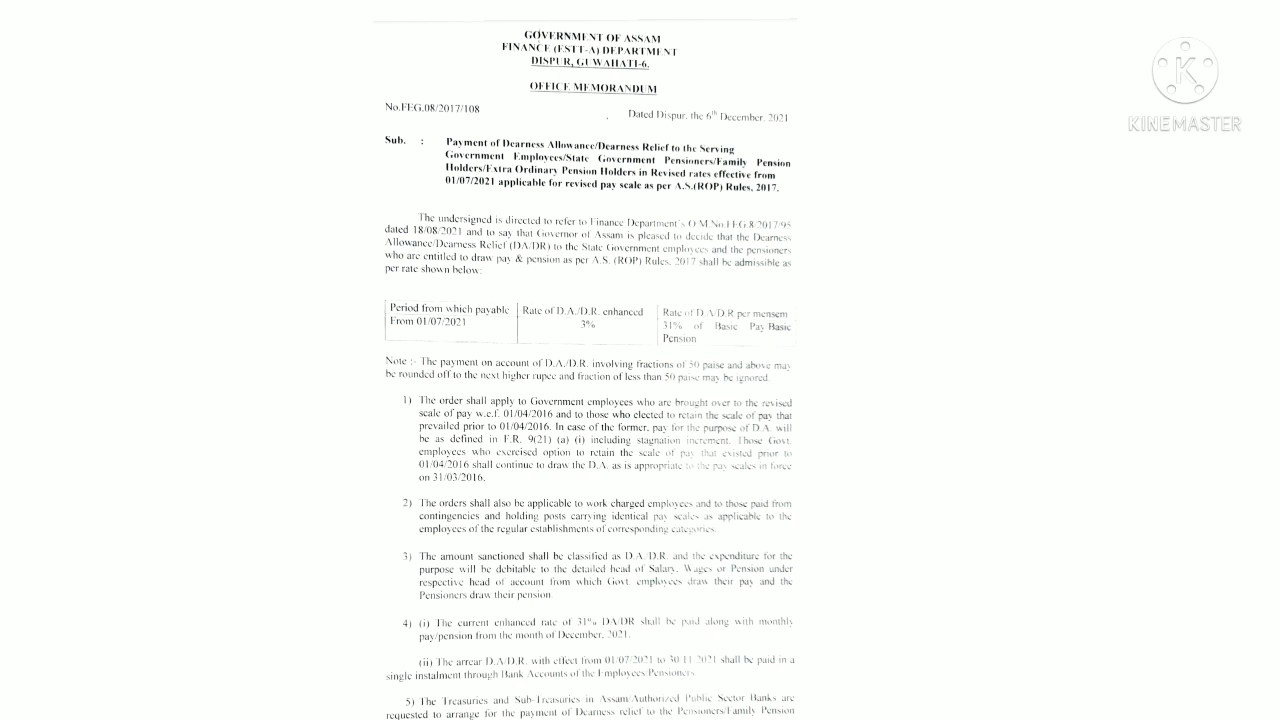 GOVERNMENT OF ASSAM
FINANCE (ESTT-A) DEPARTMENT
DISPUR, GUWAHATI-6.
OFFICE MEMORANDUM
No.FEG.08/2017/108
Dated Dispur, the 6th December, 2021
Sub. : Payment of Dearness Allowance/Dearness Relief to the Serving
Government Employees/State Government Pensioners/Family Pension
Holders/Extra Ordinary Pension Holders in Revised rates effective from
01/07/2021 applicable for revised pay scale as per A.S.(ROP) Rules, 2017.
The undersigned is directed to refer to Finance Department's O.M.No.FEG.8/2017/95
dated 18/08/2021 and to say that Governor of Assam is pleased to decide that the Dearness
Allowance/Dearness Relief (DA/DR) to the State Government employees and the pensioners
who are entitled to draw pay & pension as per A.S. (ROP) Rules, 2017 shall be admissible as
per rate shown below:
Period from which payable
From 01/07/2021
Rate of D.A./D.R. enhanced
3%
Rate of D.A/D.R per mensem
31% of Basic Pay/Basic
Pension
Note :- The payment on account of D.A./D.R. involving fractions of 50 paise and above may
be rounded off to the next higher rupee and fraction of less than 50 paise may be ignored.
1) The order shall apply to Government employees who are brought over to the revised
scale of pay w.e.f. 01/04/2016 and to those who elected to retain the scale of pay that
prevailed prior to 01/04/2016. In case of the former, pay for the purpose of D.A. will
be as defined in F.R. 9(21) (a) (i) including stagnation increment. Those Govt.
employees who exercised option to retain the scale of pay that existed prior to
01/04/2016 shall continue to draw the D.A. as is appropriate to the pay scales in force
on 31/03/2016.
2) The orders shall also be applicable to work charged employees and to those paid from
contingencies and holding posts carrying identical pay scales as applicable to the
employees of the regular establishments of corresponding categories.
3) The amount sanctioned shall be classified as D.A./D.R. and the expenditure for the
purpose will be debitable to the detailed head of Salary, Wages or Pension under
respective head of account from which Govt. employees draw their pay and the
Pensioners draw their pension.
4) (i) The current enhanced rate of 31% DA/DR shall be paid along with monthly
pay/pension from the month of December, 2021.
(ii) The arrear D.A/D.R. with effect from 01/07/2021 to 30/11/2021 shall be paid in a
single instalment through Bank Accounts of the Employees/Pensioners.
5) The Treasuries and Sub-Treasuries in Assam/Authorized Public Sector Banks are
requested to arrange for the payment of Dearness relief to the Pensioners/Family Pension
K
KINEMASTER